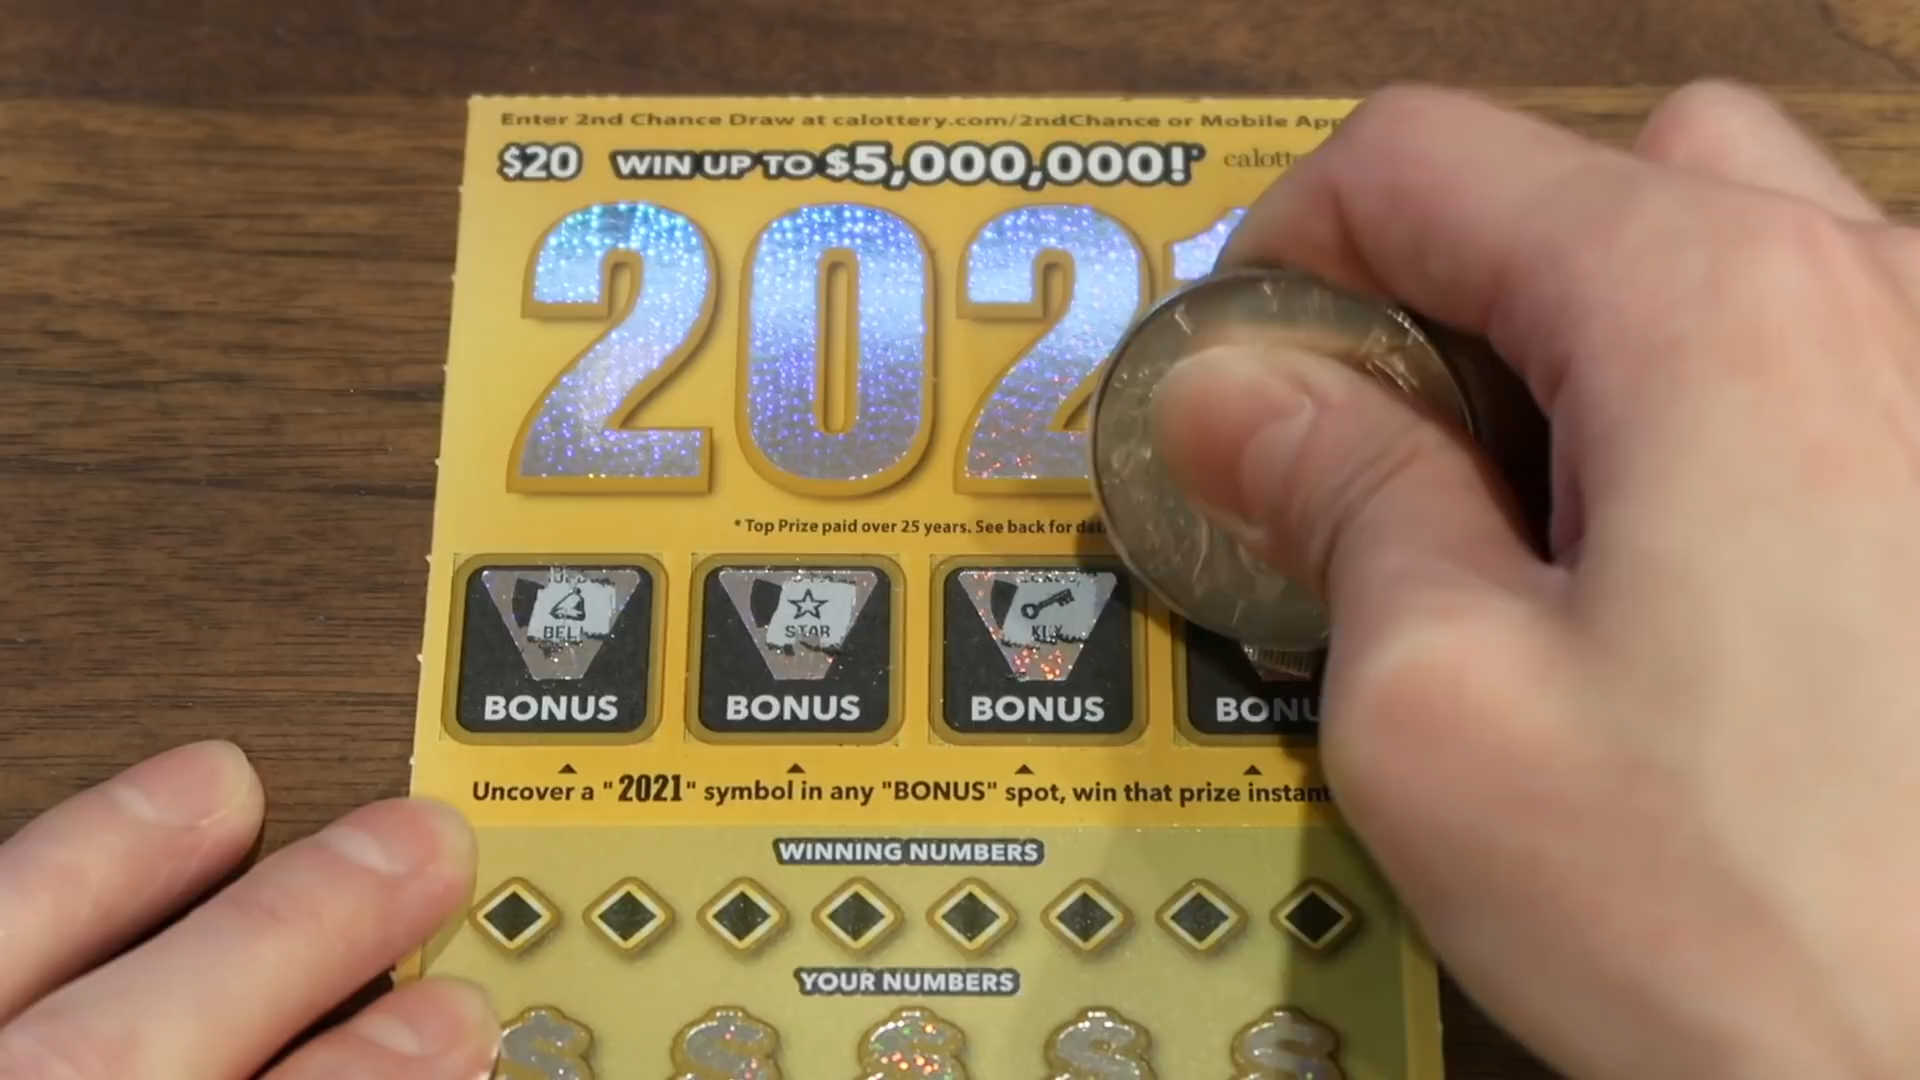 Enter 2nd Chance Draw at calottery.com/2ndChance or Mobile App
$20 WIN UP TO $5,000,000!*
202
* Top Prize paid over 25 years. See back for
BELL STAR KEY
BONUS BONUS BONUS BONU
Uncover a "2021" symbol in any "BONUS" spot, win that prize instant
WINNING NUMBERS
YOUR NUMBERS
$ $ $ $ $